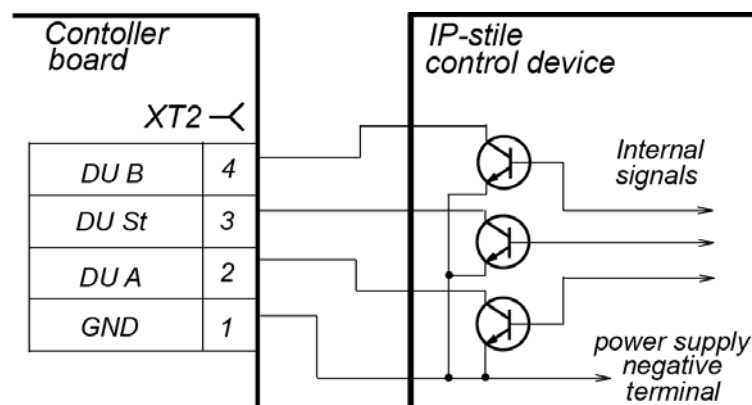 Contoller
board
XT2
DU B 4
DU St 3
DU A 2
GND 1
IP-stile
control device
Internal
signals
power supply
negative
terminal